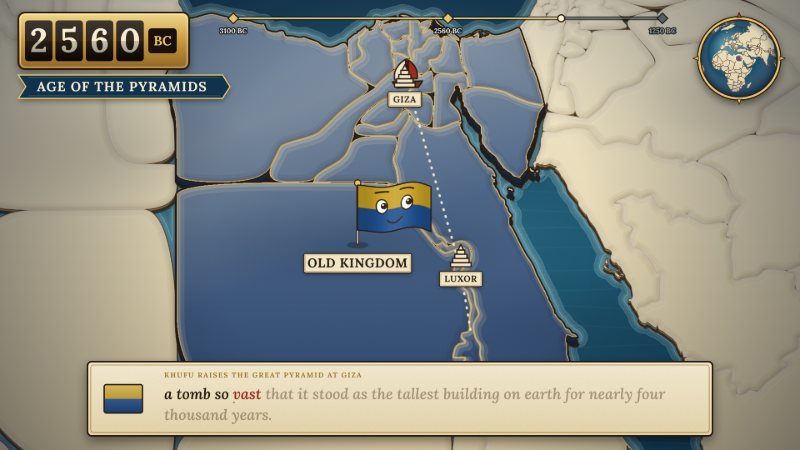 2560 BC
AGE OF THE PYRAMIDS
3100 BC
2560 BC
1250 BC
GIZA
OLD KINGDOM
LUXOR
KHUFU RAISES THE GREAT PYRAMID AT GIZA
a tomb so vast that it stood as the tallest building on earth for nearly four
thousand years.